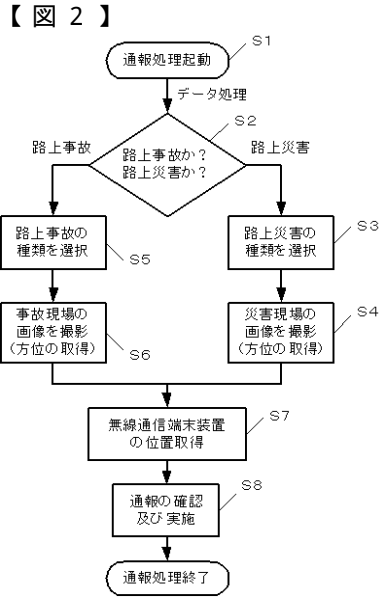 【図２】
通報処理起動
S1
データ処理
S2
路上事故
路上事故か？
路上災害か？
路上災害
路上事故の
種類を選択
S5
路上災害の
種類を選択
S3
事故現場の
画像を撮影
（方位の取得）
S6
災害現場の
画像を撮影
（方位の取得）
S4
無線通信端末装置
の位置取得
S7
通報の確認
及び実施
S8
通報処理終了